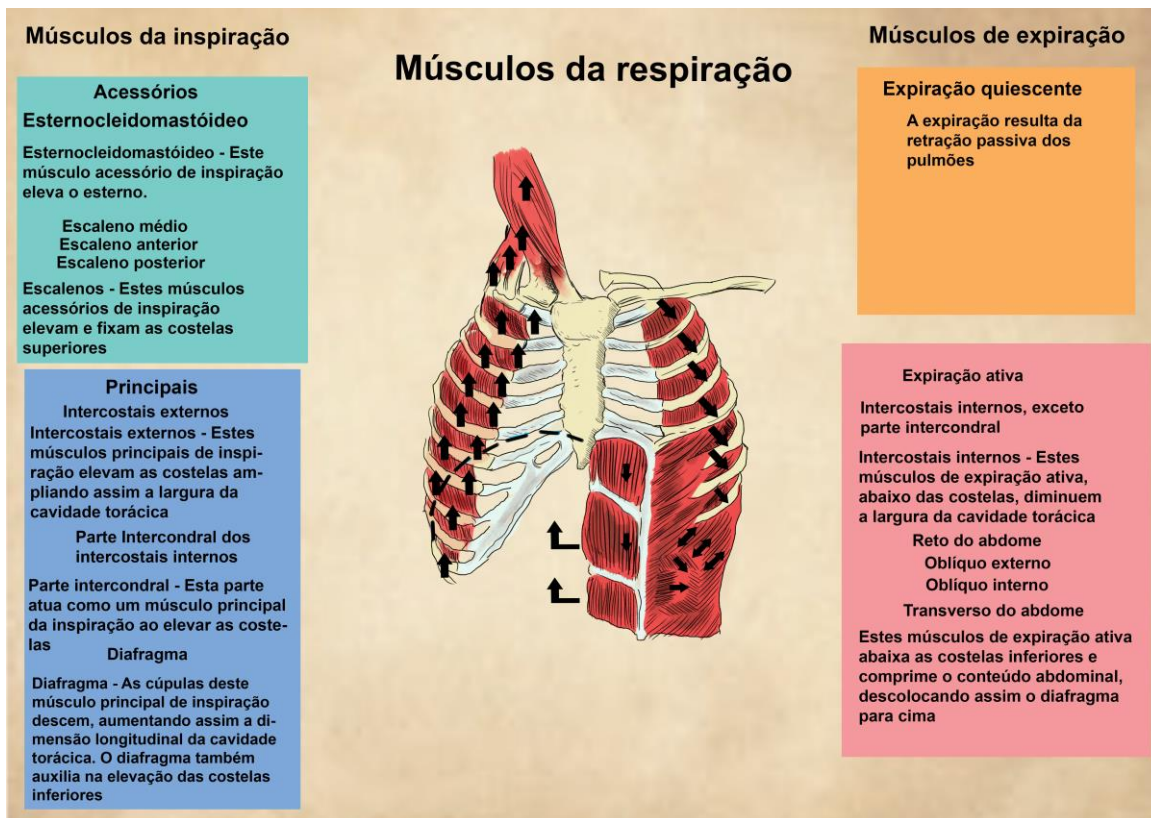 Músculos da respiração
Músculos da inspiração
Acessórios
Esternocleidomastóideo
Esternocleidomastóideo - Este
músculo acessório de inspiração
eleva o esterno.
Escaleno médio
Escaleno anterior
Escaleno posterior
Escalenos - Estes músculos
acessórios de inspiração
elevam e fixam as costelas
superiores
Principais
Intercostais externos
Intercostais externos - Estes
músculos principais de inspi-
ração elevam as costelas am-
pliando assim a largura da
cavidade torácica
Parte Intercondral dos
intercostais internos
Parte intercondral - Esta parte
atua como um músculo principal
da inspiração ao elevar as coste-
las
Diafragma
Diafragma - As cúpulas deste
músculo principal de inspiração
descem, aumentando assim a di-
mensão longitudinal da cavidade
torácica. O diafragma também
auxilia na elevação das costelas
inferiores
Músculos de expiração
Expiração quiescente
A expiração resulta da
retração passiva dos
pulmões
Expiração ativa
Intercostais internos, exceto
parte intercondral
Intercostais internos - Estes
músculos de expiração ativa,
abaixo das costelas, diminuem
a largura da cavidade torácica
Reto do abdome
Oblíquo externo
Oblíquo interno
Transverso do abdome
Estes músculos de expiração ativa
abaixa as costelas inferiores e
comprime o conteúdo abdominal,
descolocando assim o diafragma
para cima